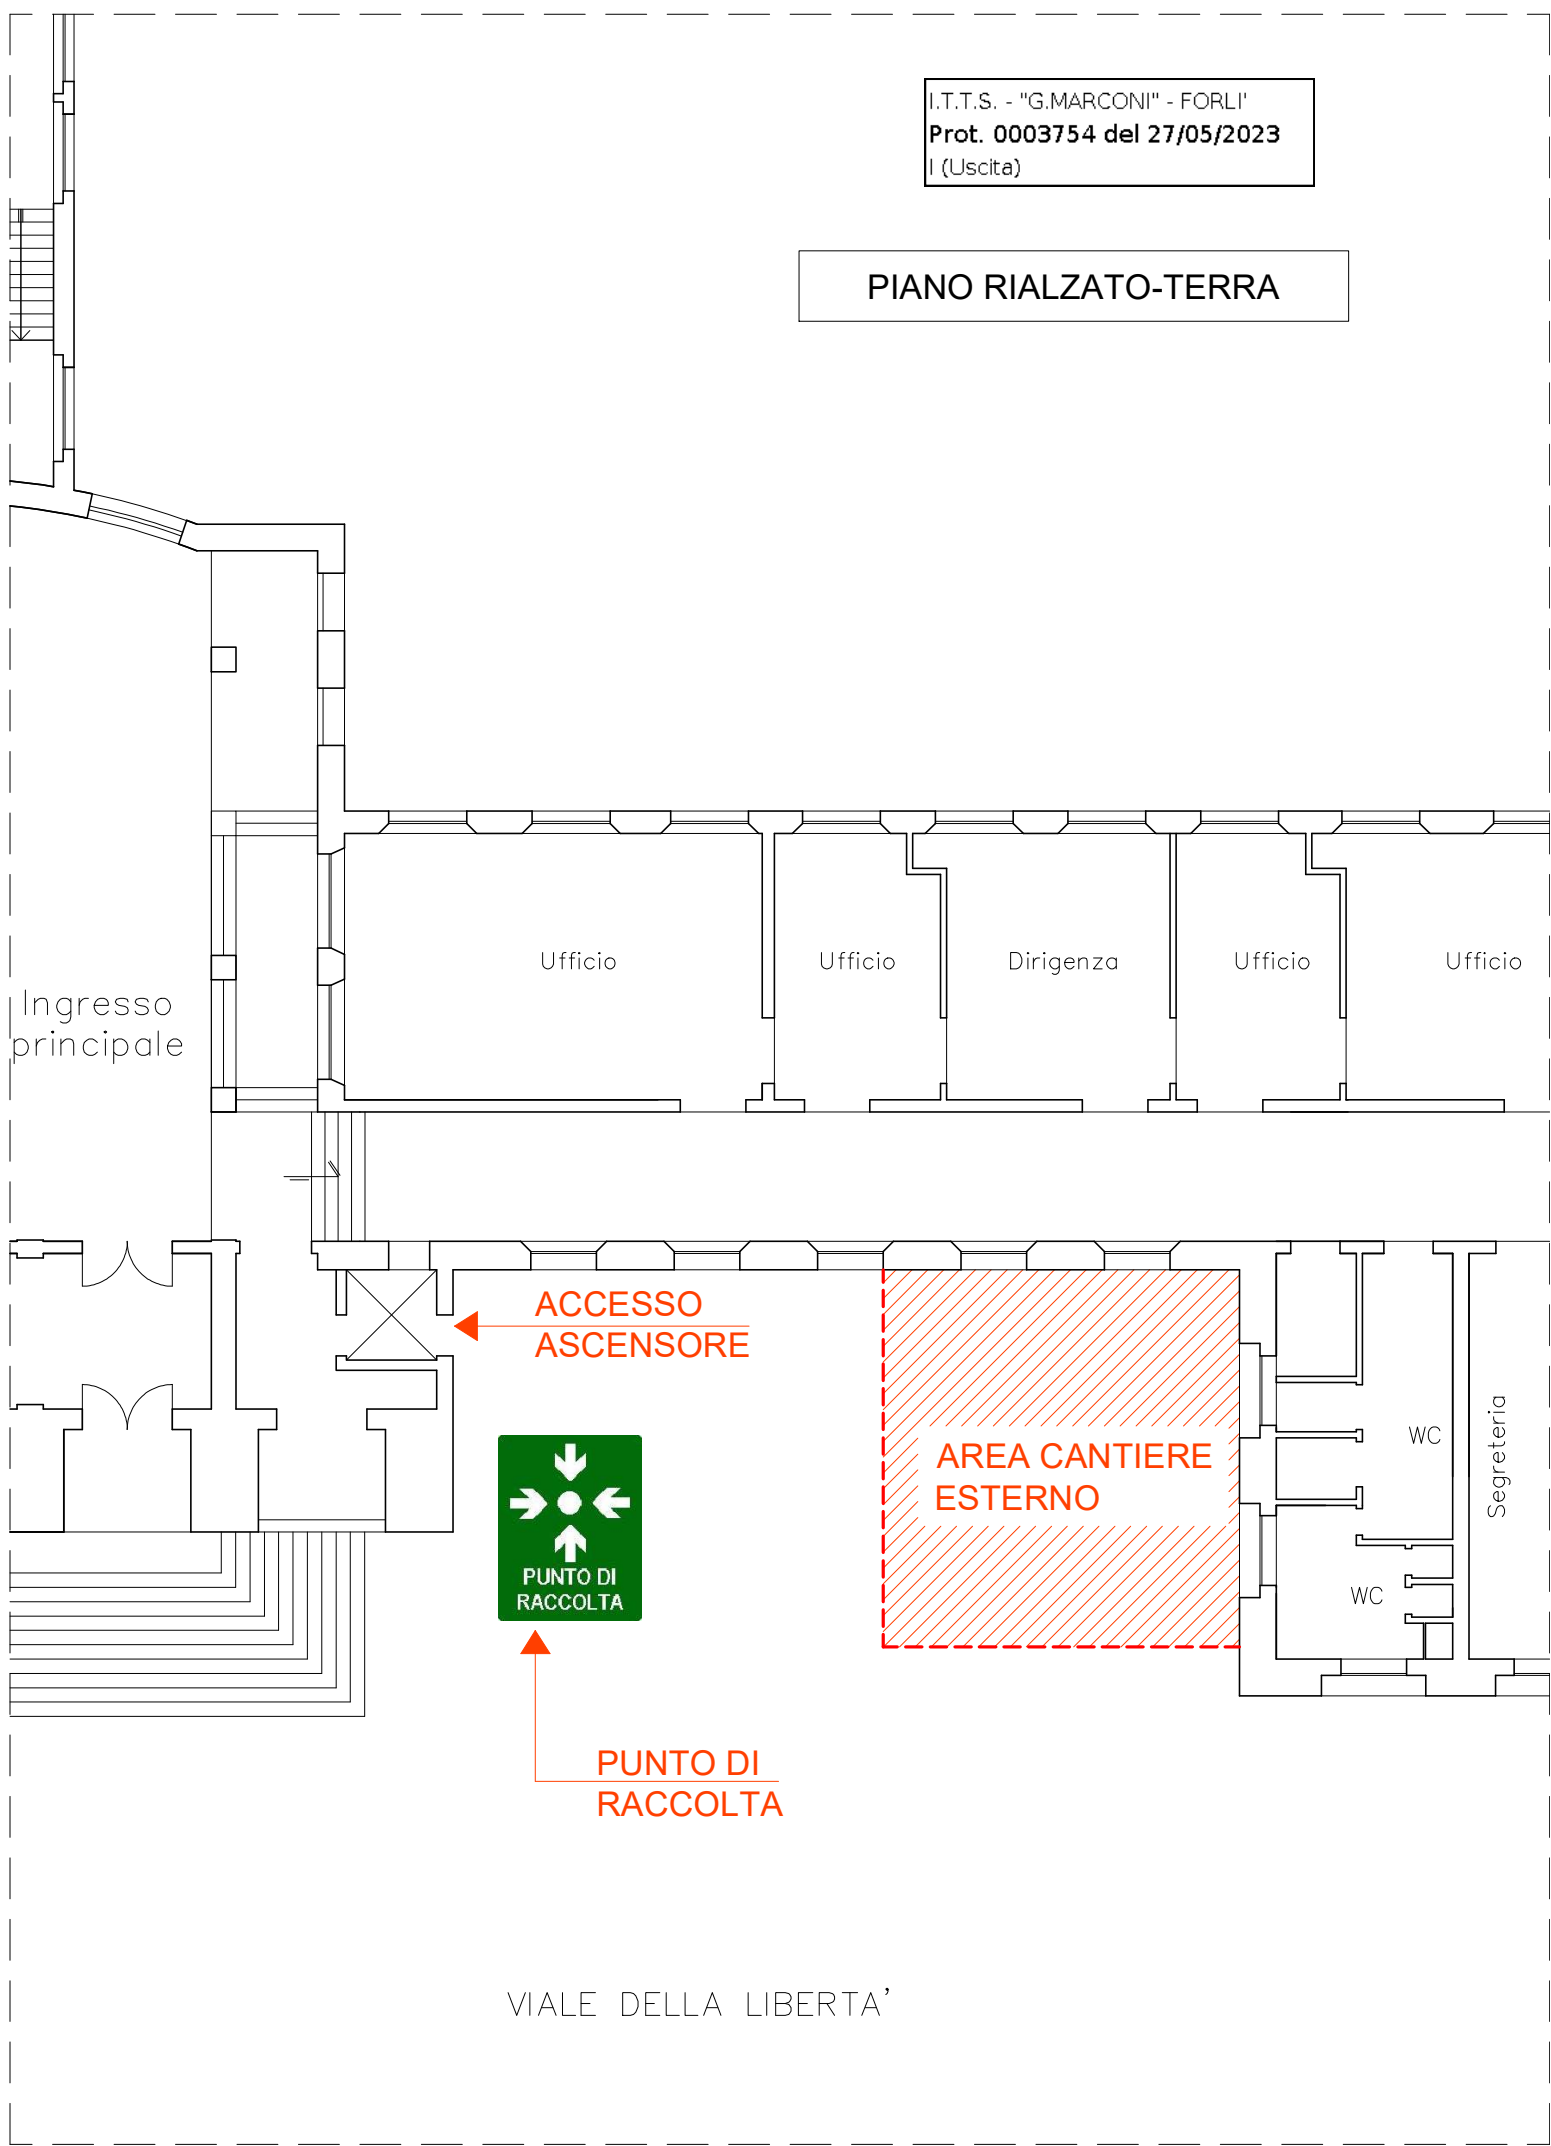 I.T.T.S. - "G.MARCONI" - FORLI'
Prot. 0003754 del 27/05/2023
I (Uscita)
PIANO RIALZATO-TERRA
Ufficio
Ufficio
Dirigenza
Ufficio
Ufficio
Ingresso
principale
ACCESSO
ASCENSORE
AREA CANTIERE
ESTERNO
WC
Segreteria
WC
PUNTO DI
RACCOLTA
PUNTO DI
RACCOLTA
VIALE DELLA LIBERTA'